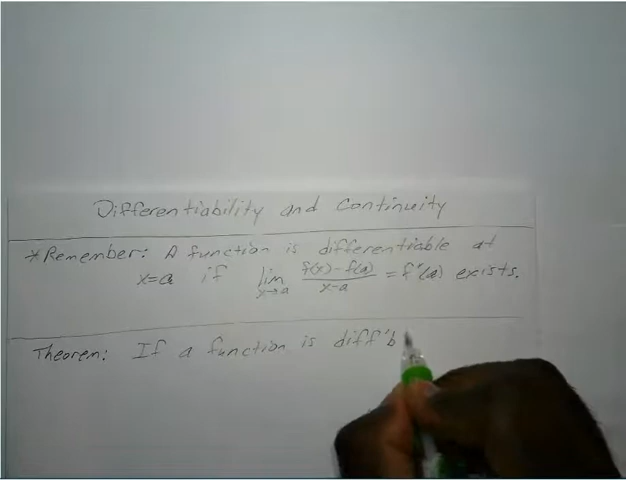 Differentiability and Continuity
*Remember: A function is differentiable at
x=a if lim x→a f(x)-f(a)/x-a = f'(a) exists.
Theorem: If a function is diff'b